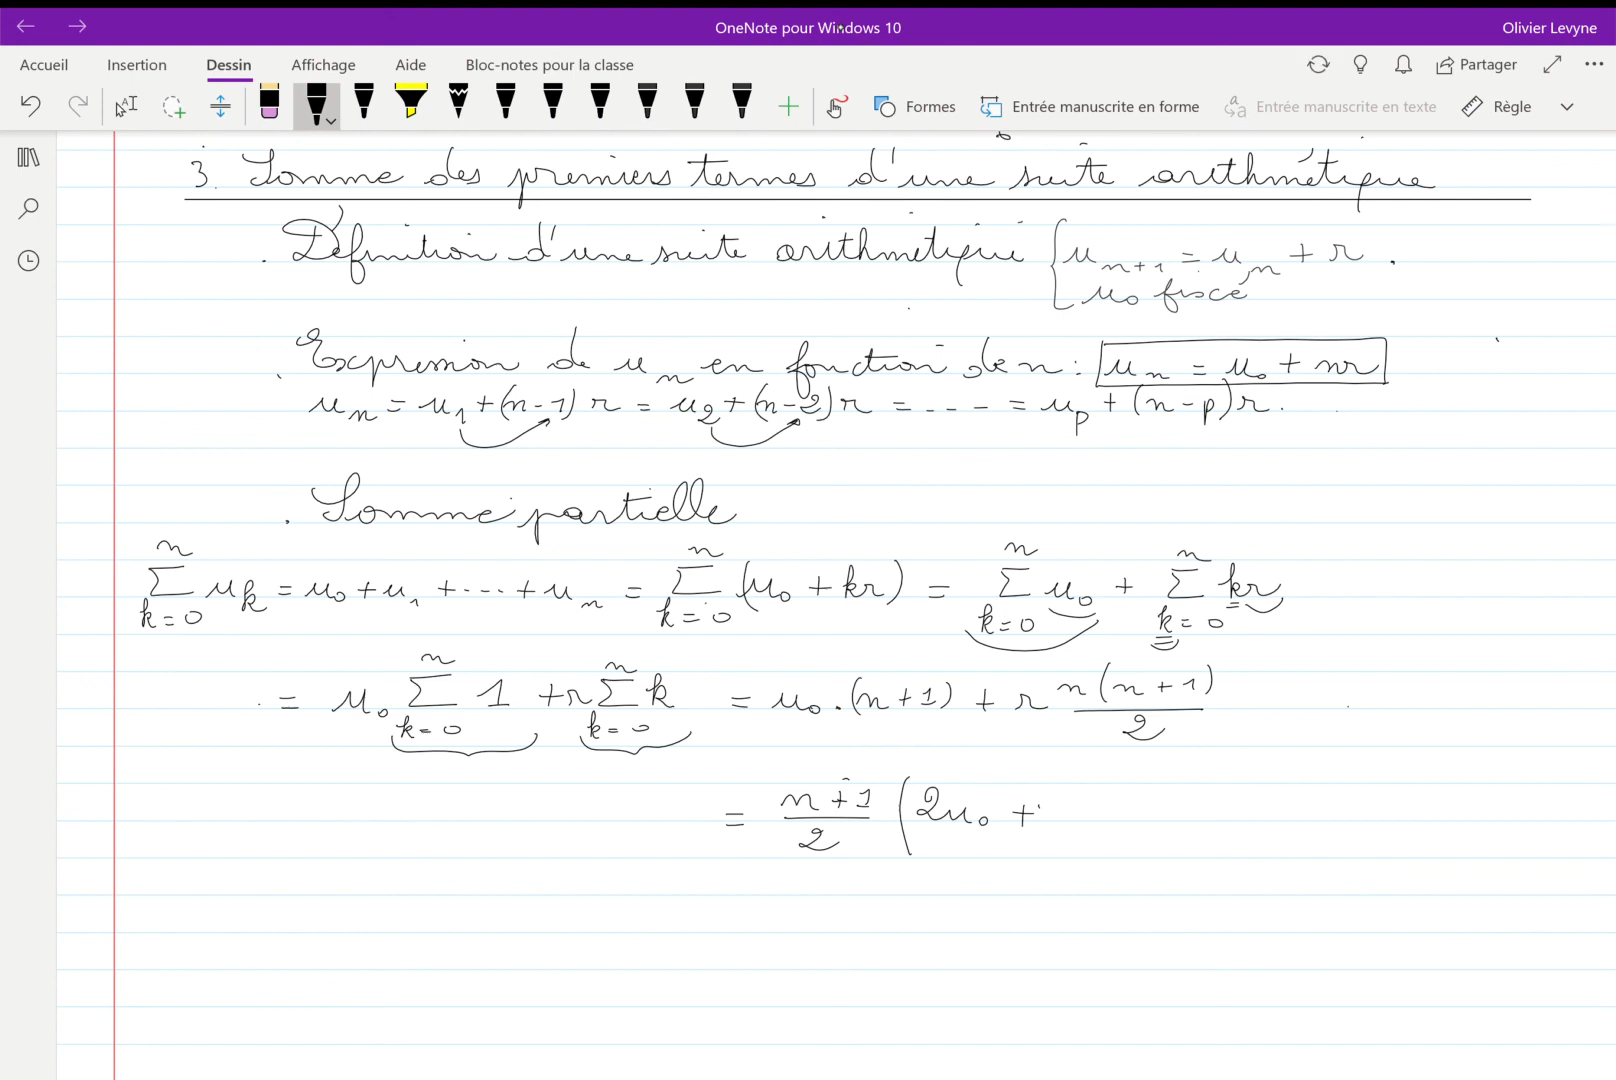 OneNote pour Windows 10
Olivier Levyne
Accueil Insertion Dessin Affichage Aide Bloc-notes pour la classe
Partager
Formes Entrée manuscrite en forme Entrée manuscrite en texte Règle
3. Somme des premiers termes d'une suite arithmétique
. Définition d'une suite arithmétique { u_{n+1} = u_n + r .
u_0 fixé
. Expression de u_n en fonction de n : u_n = u_0 + nr
u_n = u_1 + (n-1) r = u_2 + (n-2) r = .... = u_p + (n-p) r .
. Somme partielle
∑_{k=0}^{n} u_k = u_0 + u_1 + .... + u_n = ∑_{k=0}^{n} (u_0 + kr) = ∑_{k=0}^{n} u_0 + ∑_{k=0}^{n} kr
= u_0 ∑_{k=0}^{n} 1 + r ∑_{k=0}^{n} k = u_0 . (n+1) + r n(n+1)/2
= n+1/2 ( 2u_0 +